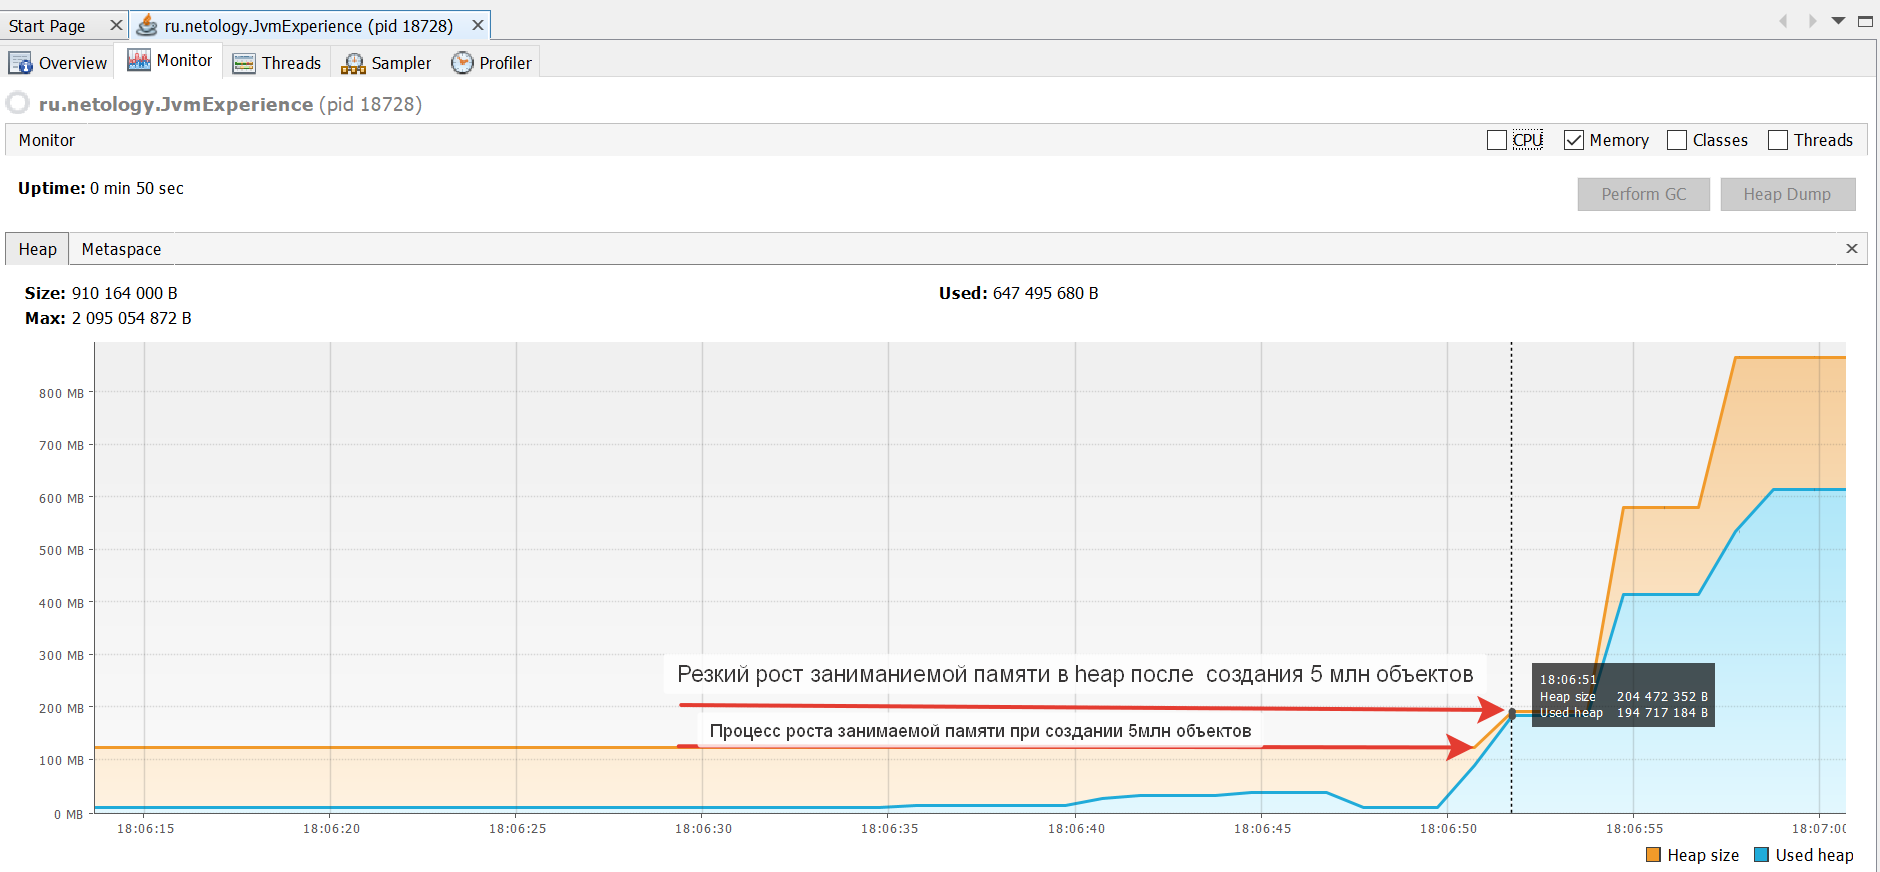 Start Page
ru.netology.JvmExperience (pid 18728)
Overview Monitor Threads Sampler Profiler
ru.netology.JvmExperience (pid 18728)
Monitor CPU Memory Classes Threads
Uptime: 0 min 50 sec
Perform GC Heap Dump
Heap Metaspace
Size: 910 164 000 B Used: 647 495 680 B
Max: 2 095 054 872 B
800 MB
700 MB
600 MB
500 MB
400 MB
300 MB
200 MB
100 MB
0 MB
Резкий рост заниманиемой памяти в heap после создания 5 млн объектов
Процесс роста занимаемой памяти при создании 5млн объектов
18:06:51
Heap size 204 472 352 B
Used heap 194 717 184 B
18:06:15 18:06:20 18:06:25 18:06:30 18:06:35 18:06:40 18:06:45 18:06:50 18:06:55 18:07:00
Heap size Used heap